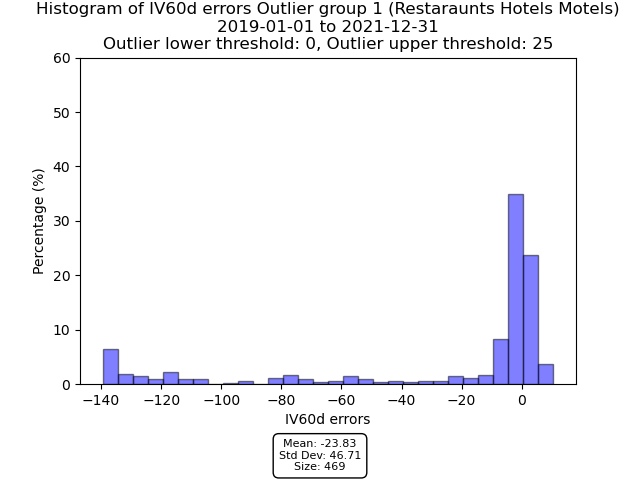 Histogram of IV60d errors Outlier group 1 (Restaraunts Hotels Motels)
2019-01-01 to 2021-12-31
Outlier lower threshold: 0, Outlier upper threshold: 25
60
50
40
30
20
10
0
Percentage (%)
−140 −120 −100 −80 −60 −40 −20 0
IV60d errors
Mean: -23.83
Std Dev: 46.71
Size: 469